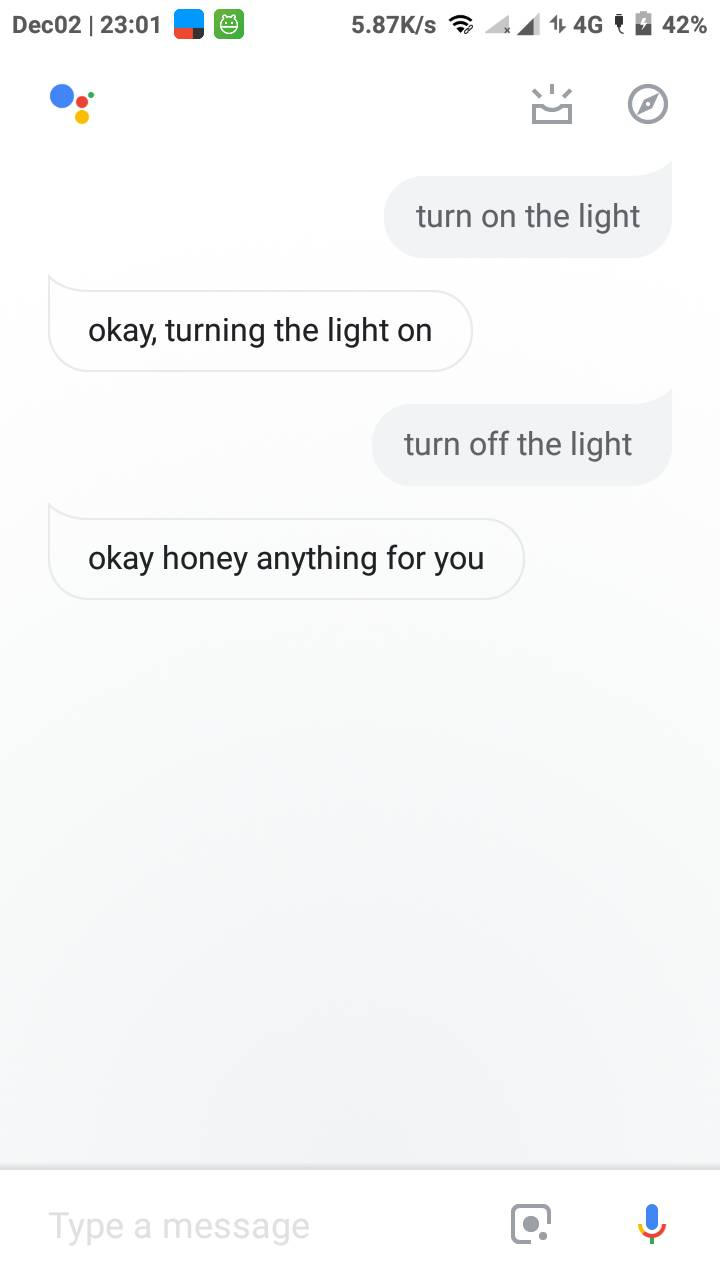 Dec02 | 23:01 5.87K/s 4G 42%
turn on the light
okay, turning the light on
turn off the light
okay honey anything for you
Type a message